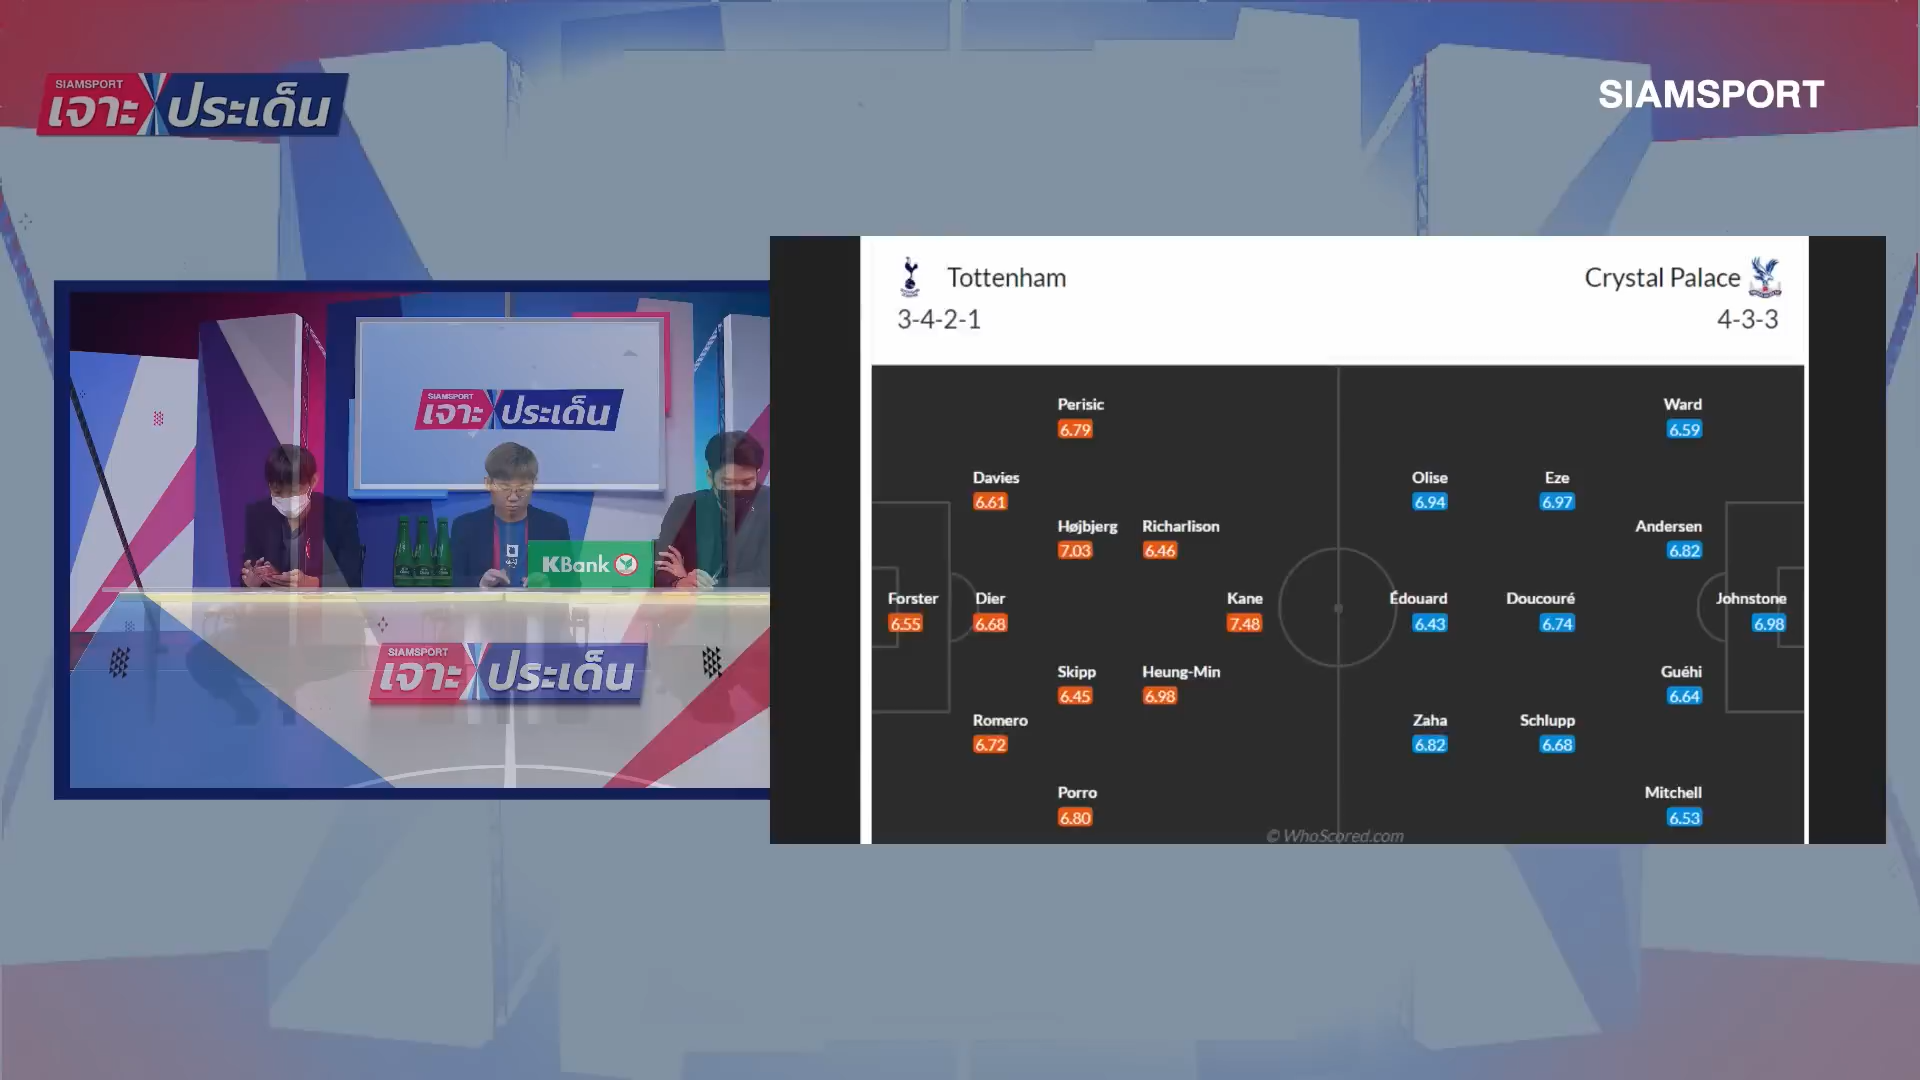 SIAMSPORT
เจาะ ประเด็น
SIAMSPORT
SIAMSPORT
เจาะ ประเด็น
KBank
SIAMSPORT
เจาะ ประเด็น
Tottenham
3-4-2-1
Crystal Palace
4-3-3
Perisic
6.79
Davies
6.61
Højbjerg
7.03
Richarlison
6.46
Forster
6.55
Dier
6.68
Kane
7.48
Skipp
6.45
Heung-Min
6.98
Romero
6.72
Porro
6.80
Ward
6.59
Olise
6.94
Eze
6.97
Andersen
6.82
Édouard
6.43
Doucouré
6.74
Johnstone
6.98
Guéhi
6.64
Zaha
6.82
Schlupp
6.68
Mitchell
6.53
© WhoScored.com